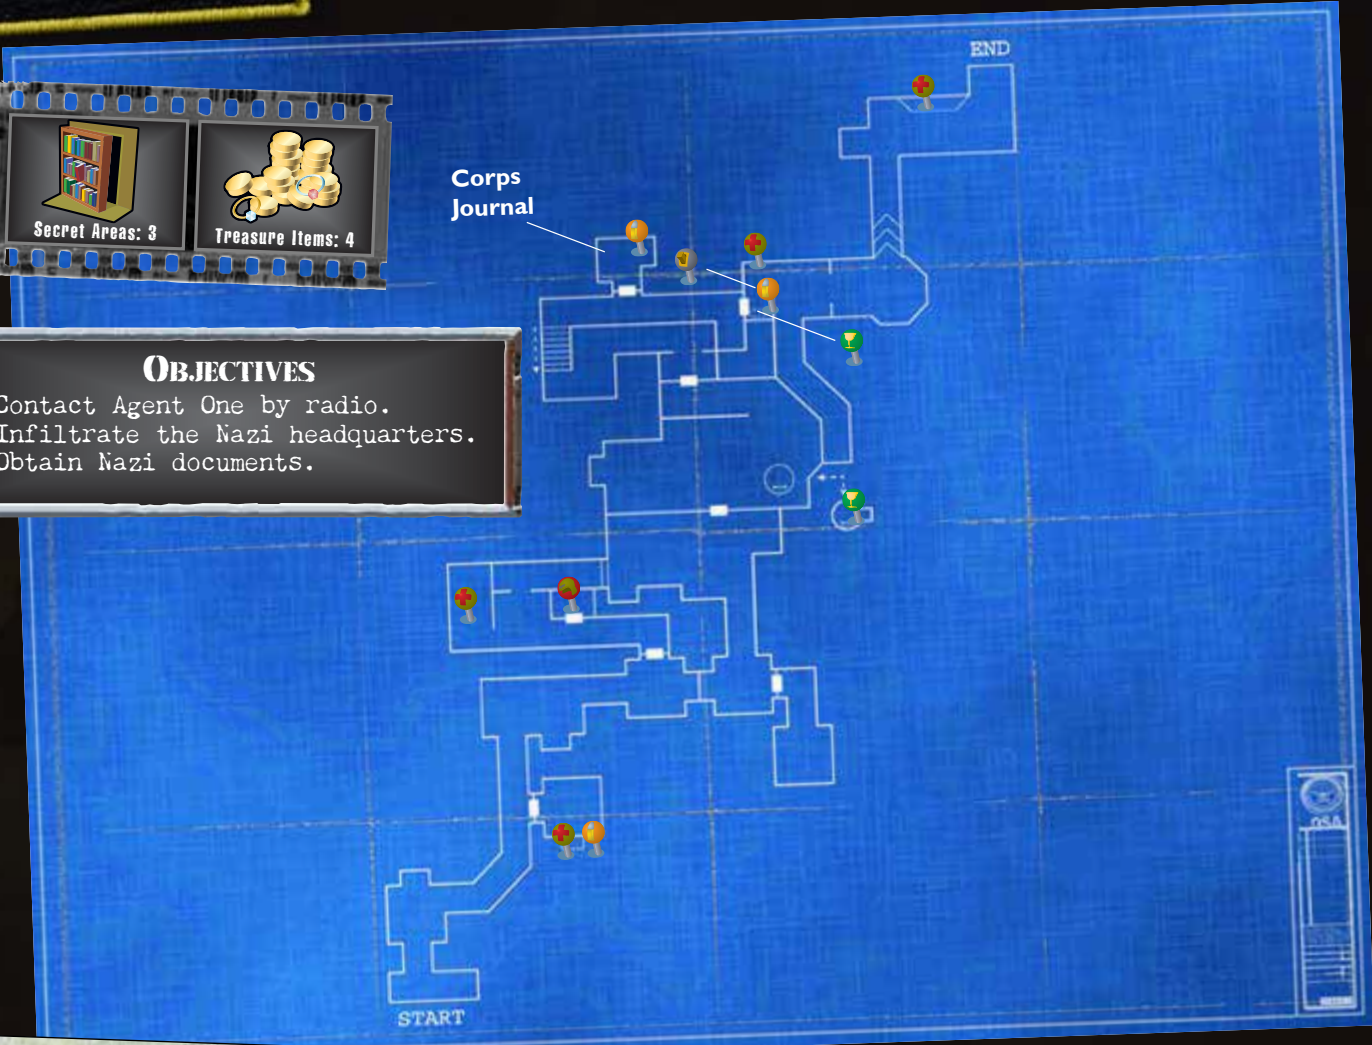 END
Corps
Journal
Secret Areas: 3
Treasure Items: 4
OBJECTIVES
Contact Agent One by radio.
Infiltrate the Nazi headquarters.
Obtain Nazi documents.
OSA
START